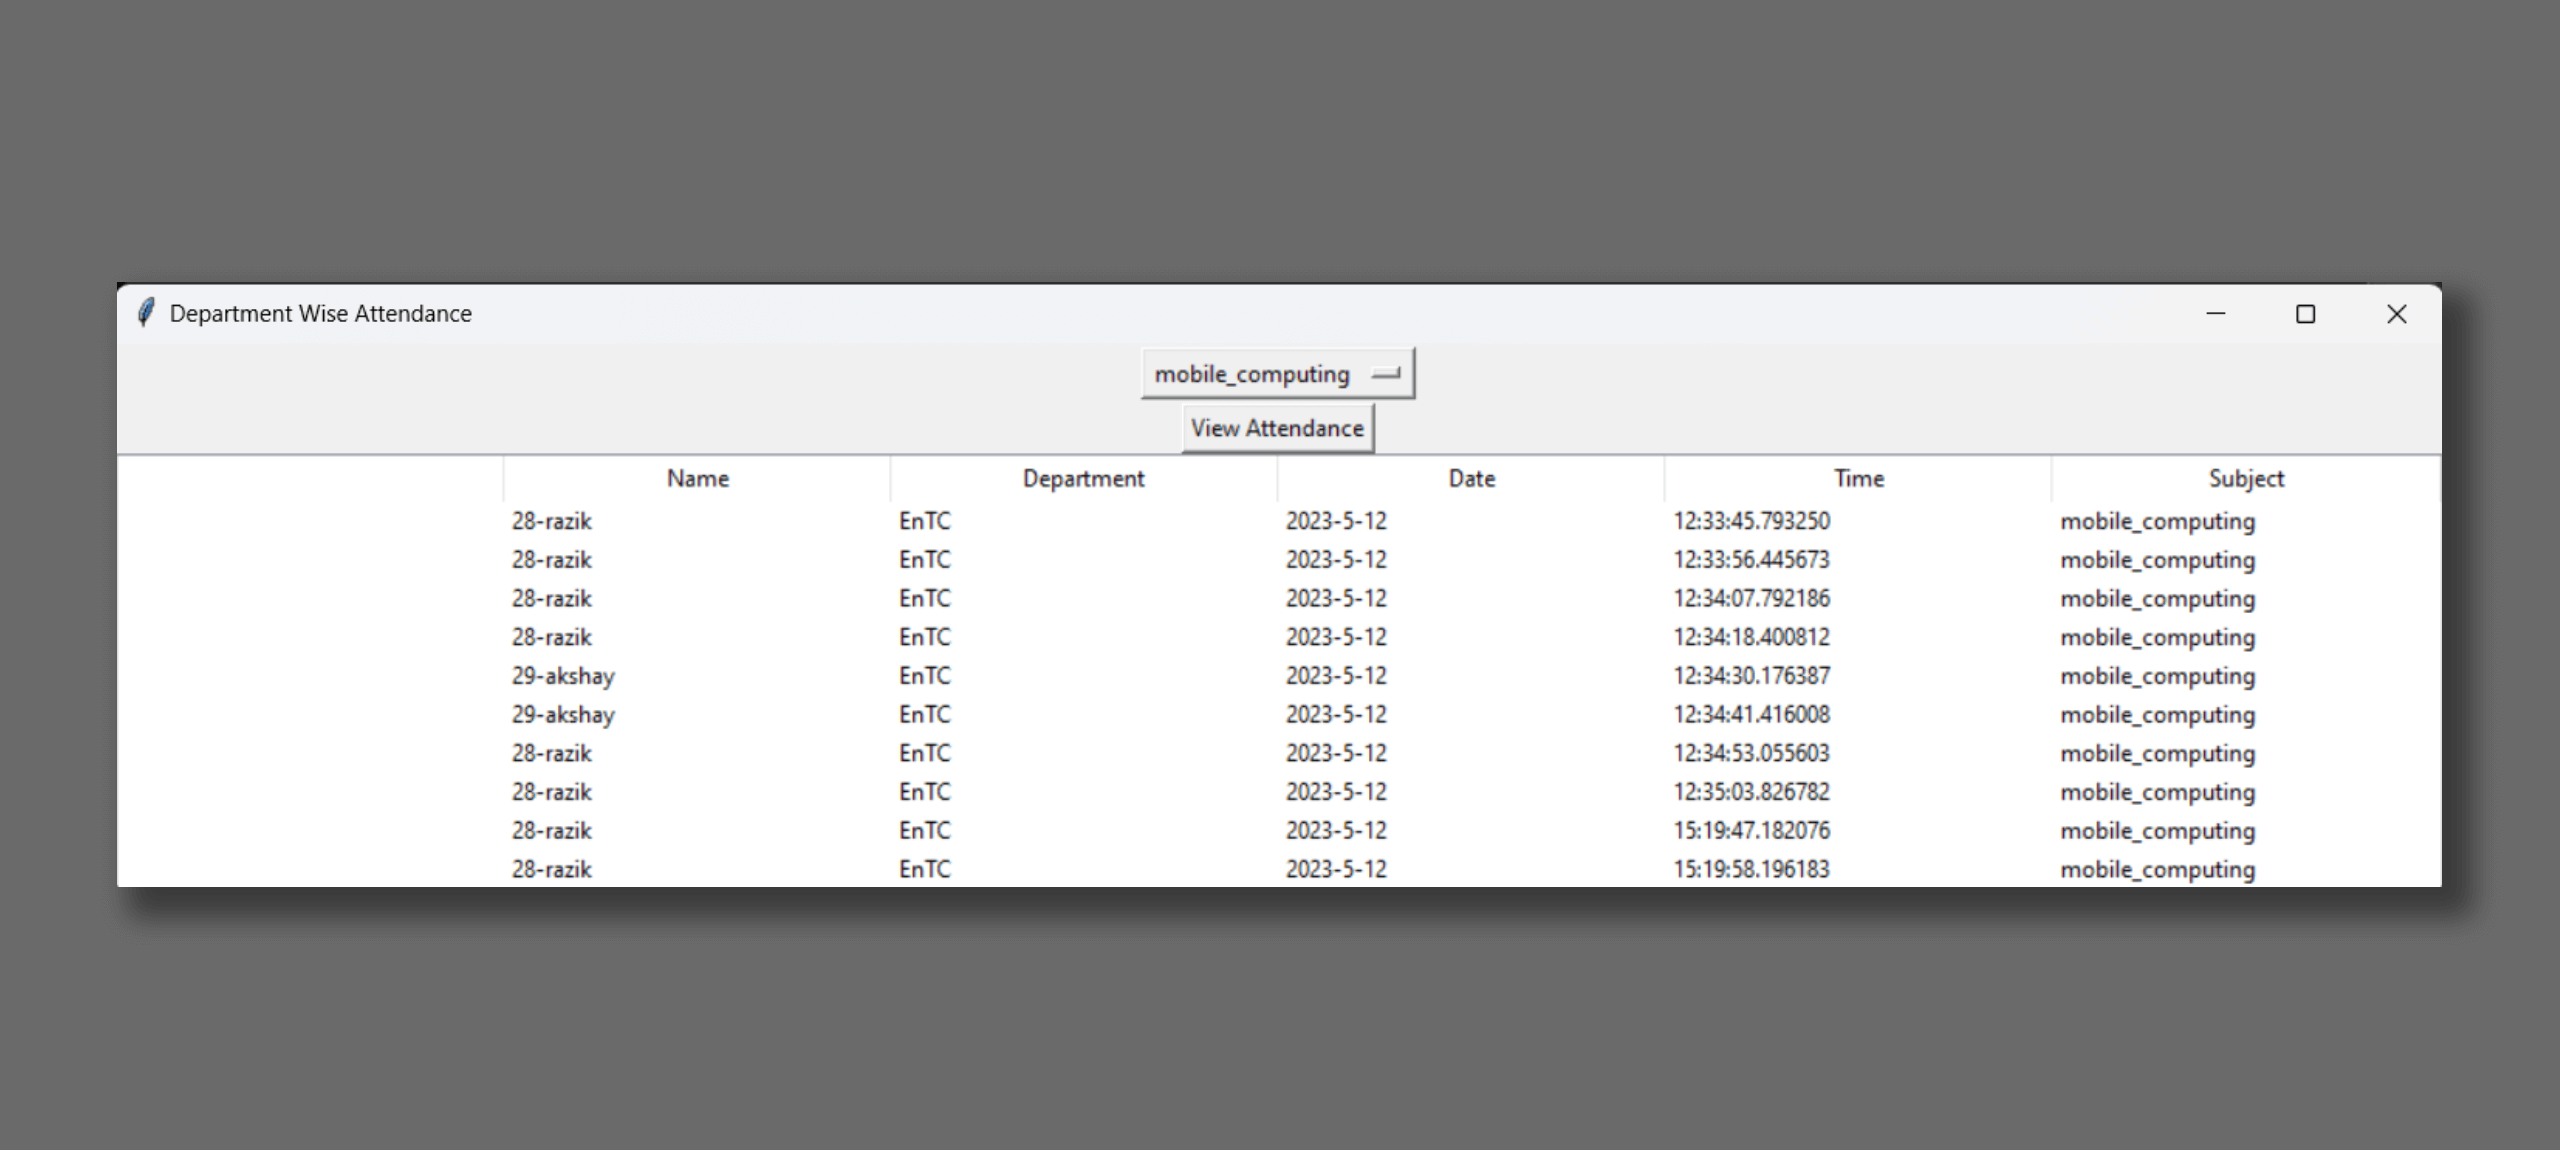 Department Wise Attendance
mobile_computing
View Attendance
Name Department Date Time Subject
28-razik EnTC 2023-5-12 12:33:45.793250 mobile_computing
28-razik EnTC 2023-5-12 12:33:56.445673 mobile_computing
28-razik EnTC 2023-5-12 12:34:07.792186 mobile_computing
28-razik EnTC 2023-5-12 12:34:18.400812 mobile_computing
29-akshay EnTC 2023-5-12 12:34:30.176387 mobile_computing
29-akshay EnTC 2023-5-12 12:34:41.416008 mobile_computing
28-razik EnTC 2023-5-12 12:34:53.055603 mobile_computing
28-razik EnTC 2023-5-12 12:35:03.826782 mobile_computing
28-razik EnTC 2023-5-12 15:19:47.182076 mobile_computing
28-razik EnTC 2023-5-12 15:19:58.196183 mobile_computing